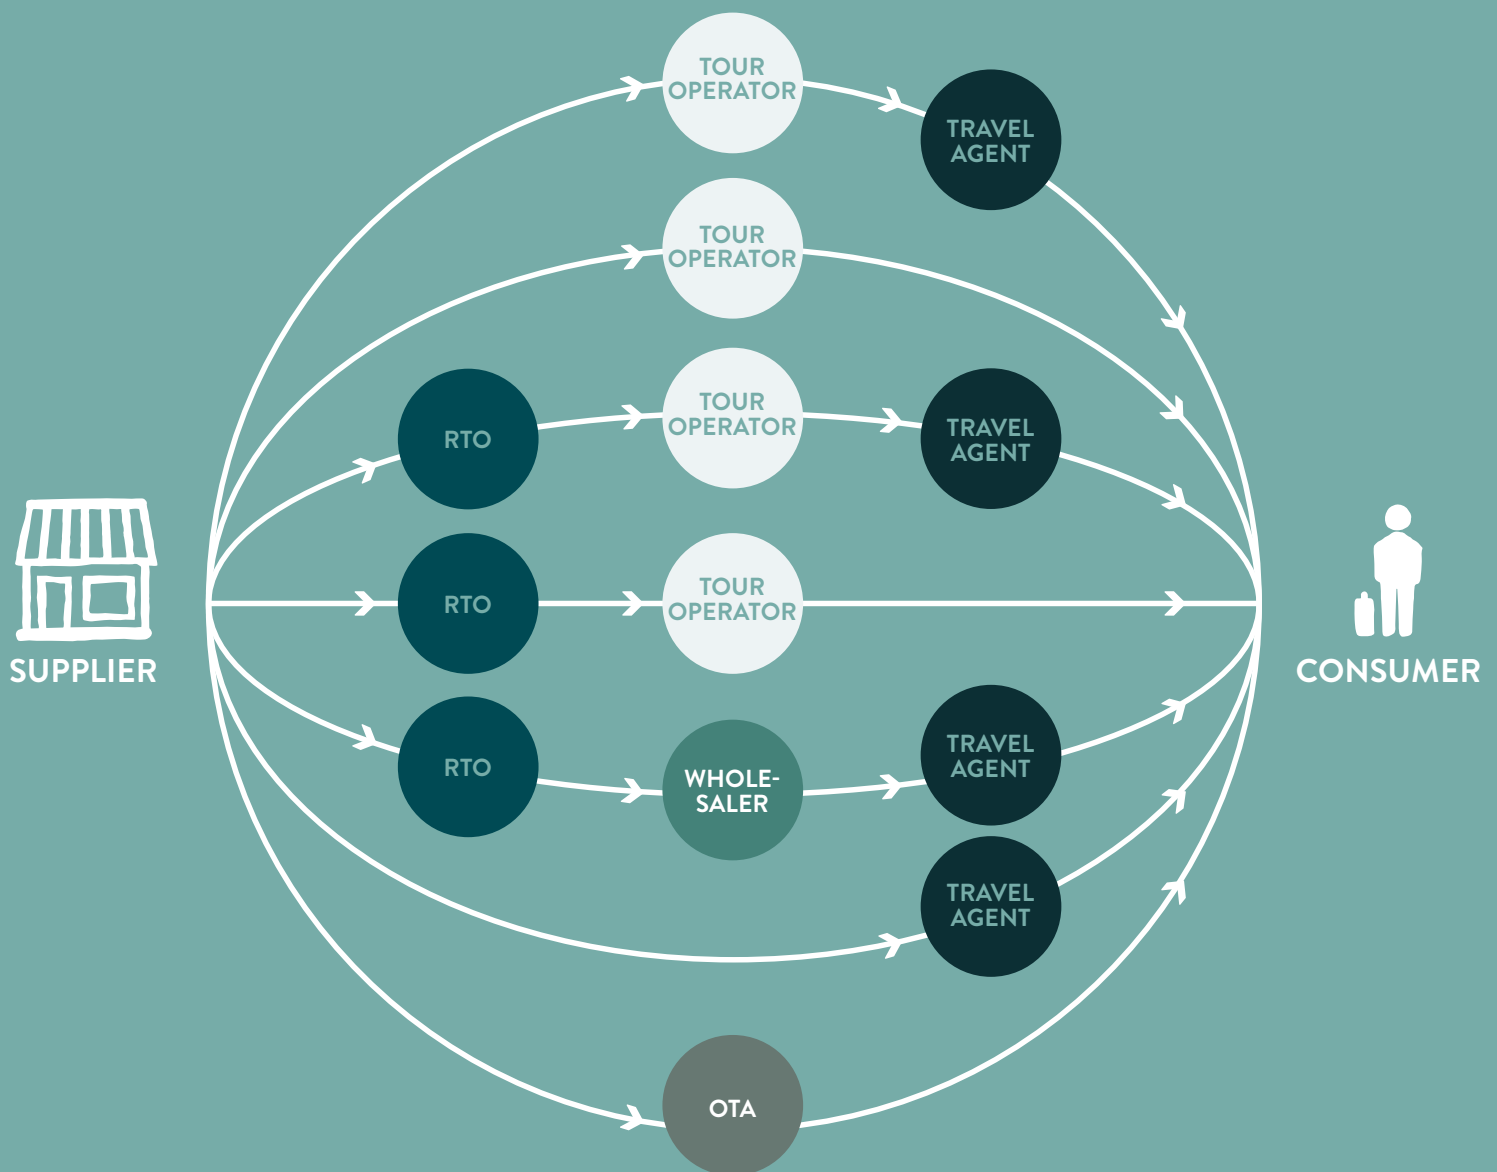 TOUR
OPERATOR
TRAVEL
AGENT
TOUR
OPERATOR
RTO
TOUR
OPERATOR
TRAVEL
AGENT
SUPPLIER
RTO
TOUR
OPERATOR
CONSUMER
RTO
WHOLE-
SALER
TRAVEL
AGENT
TRAVEL
AGENT
OTA